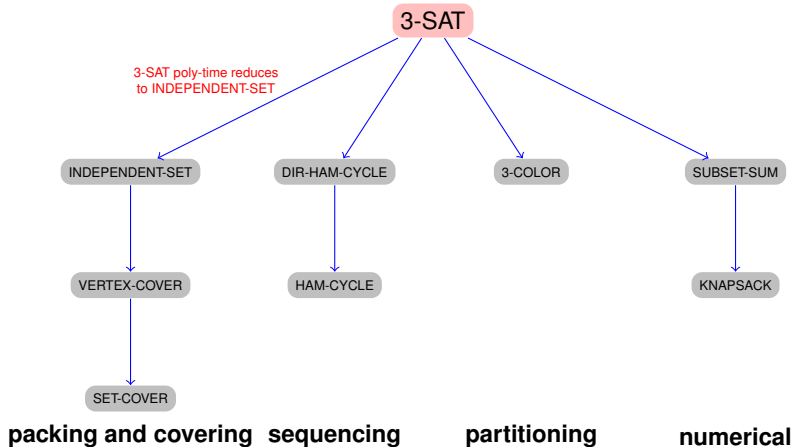 3-SAT
3-SAT poly-time reduces
to INDEPENDENT-SET
INDEPENDENT-SET
DIR-HAM-CYCLE
3-COLOR
SUBSET-SUM
VERTEX-COVER
HAM-CYCLE
KNAPSACK
SET-COVER
packing and covering
sequencing
partitioning
numerical